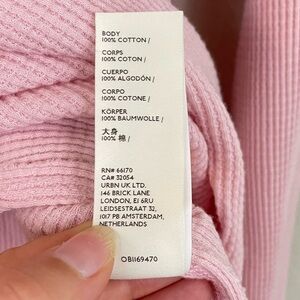 BODY
100% COTTON /
CORPS
100% COTON /
CUERPO
100% ALGODÓN /
CORPO
100% COTONE /
KÖRPER
100% BAUMWOLLE /
大身
100% 棉 /
RN# 66170
CA# 32054
URBN UK LTD.
146 BRICK LANE
LONDON, E1 6RU
LEIDSESTRAAT 32,
1017 PB AMSTERDAM,
NETHERLANDS
OB1169470